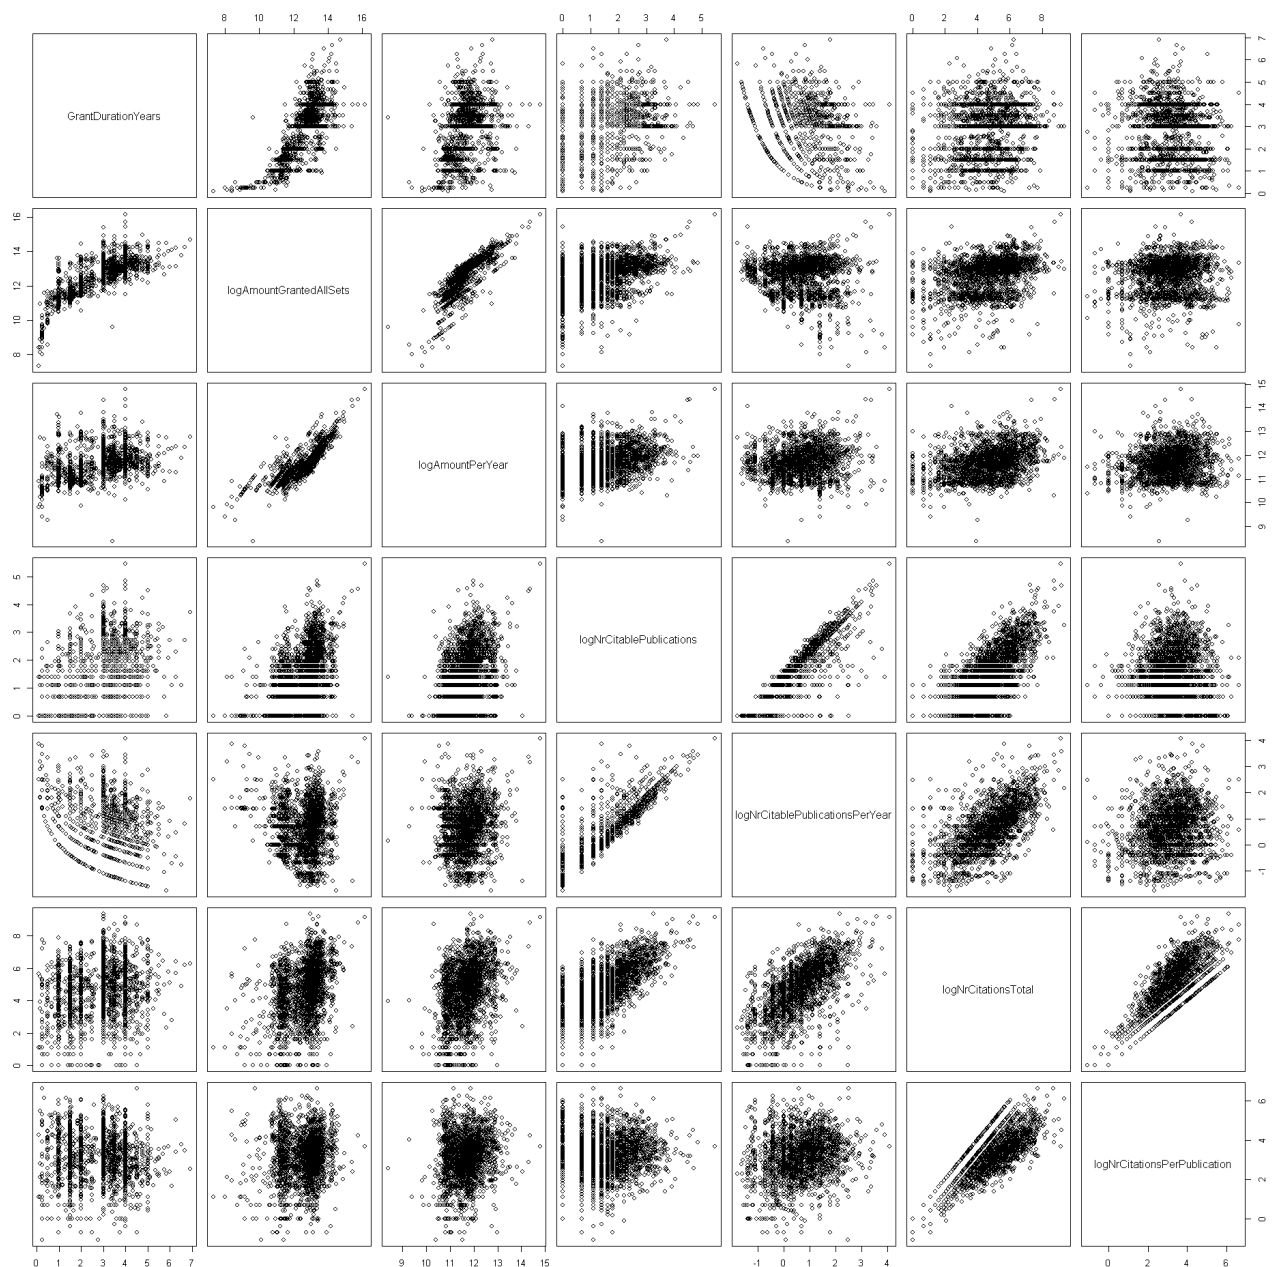 8 10 12 14 16 0 1 2 3 4 5 0 2 4 6 8
GrantDurationYears
0 1 2 3 4 5 6 7
8 10 12 14 16
logAmountGrantedAllSets
logAmountPerYear
9 10 11 12 13 14 15
0 1 2 3 4 5
logNrCitablePublications
logNrCitablePublicationsPerYear
-1 0 1 2 3 4
0 2 4 6 8
logNrCitationsTotal
logNrCitationsPerPublication
0 2 4 6
0 1 2 3 4 5 6 7 9 10 11 12 13 14 15 -1 0 1 2 3 4 0 2 4 6